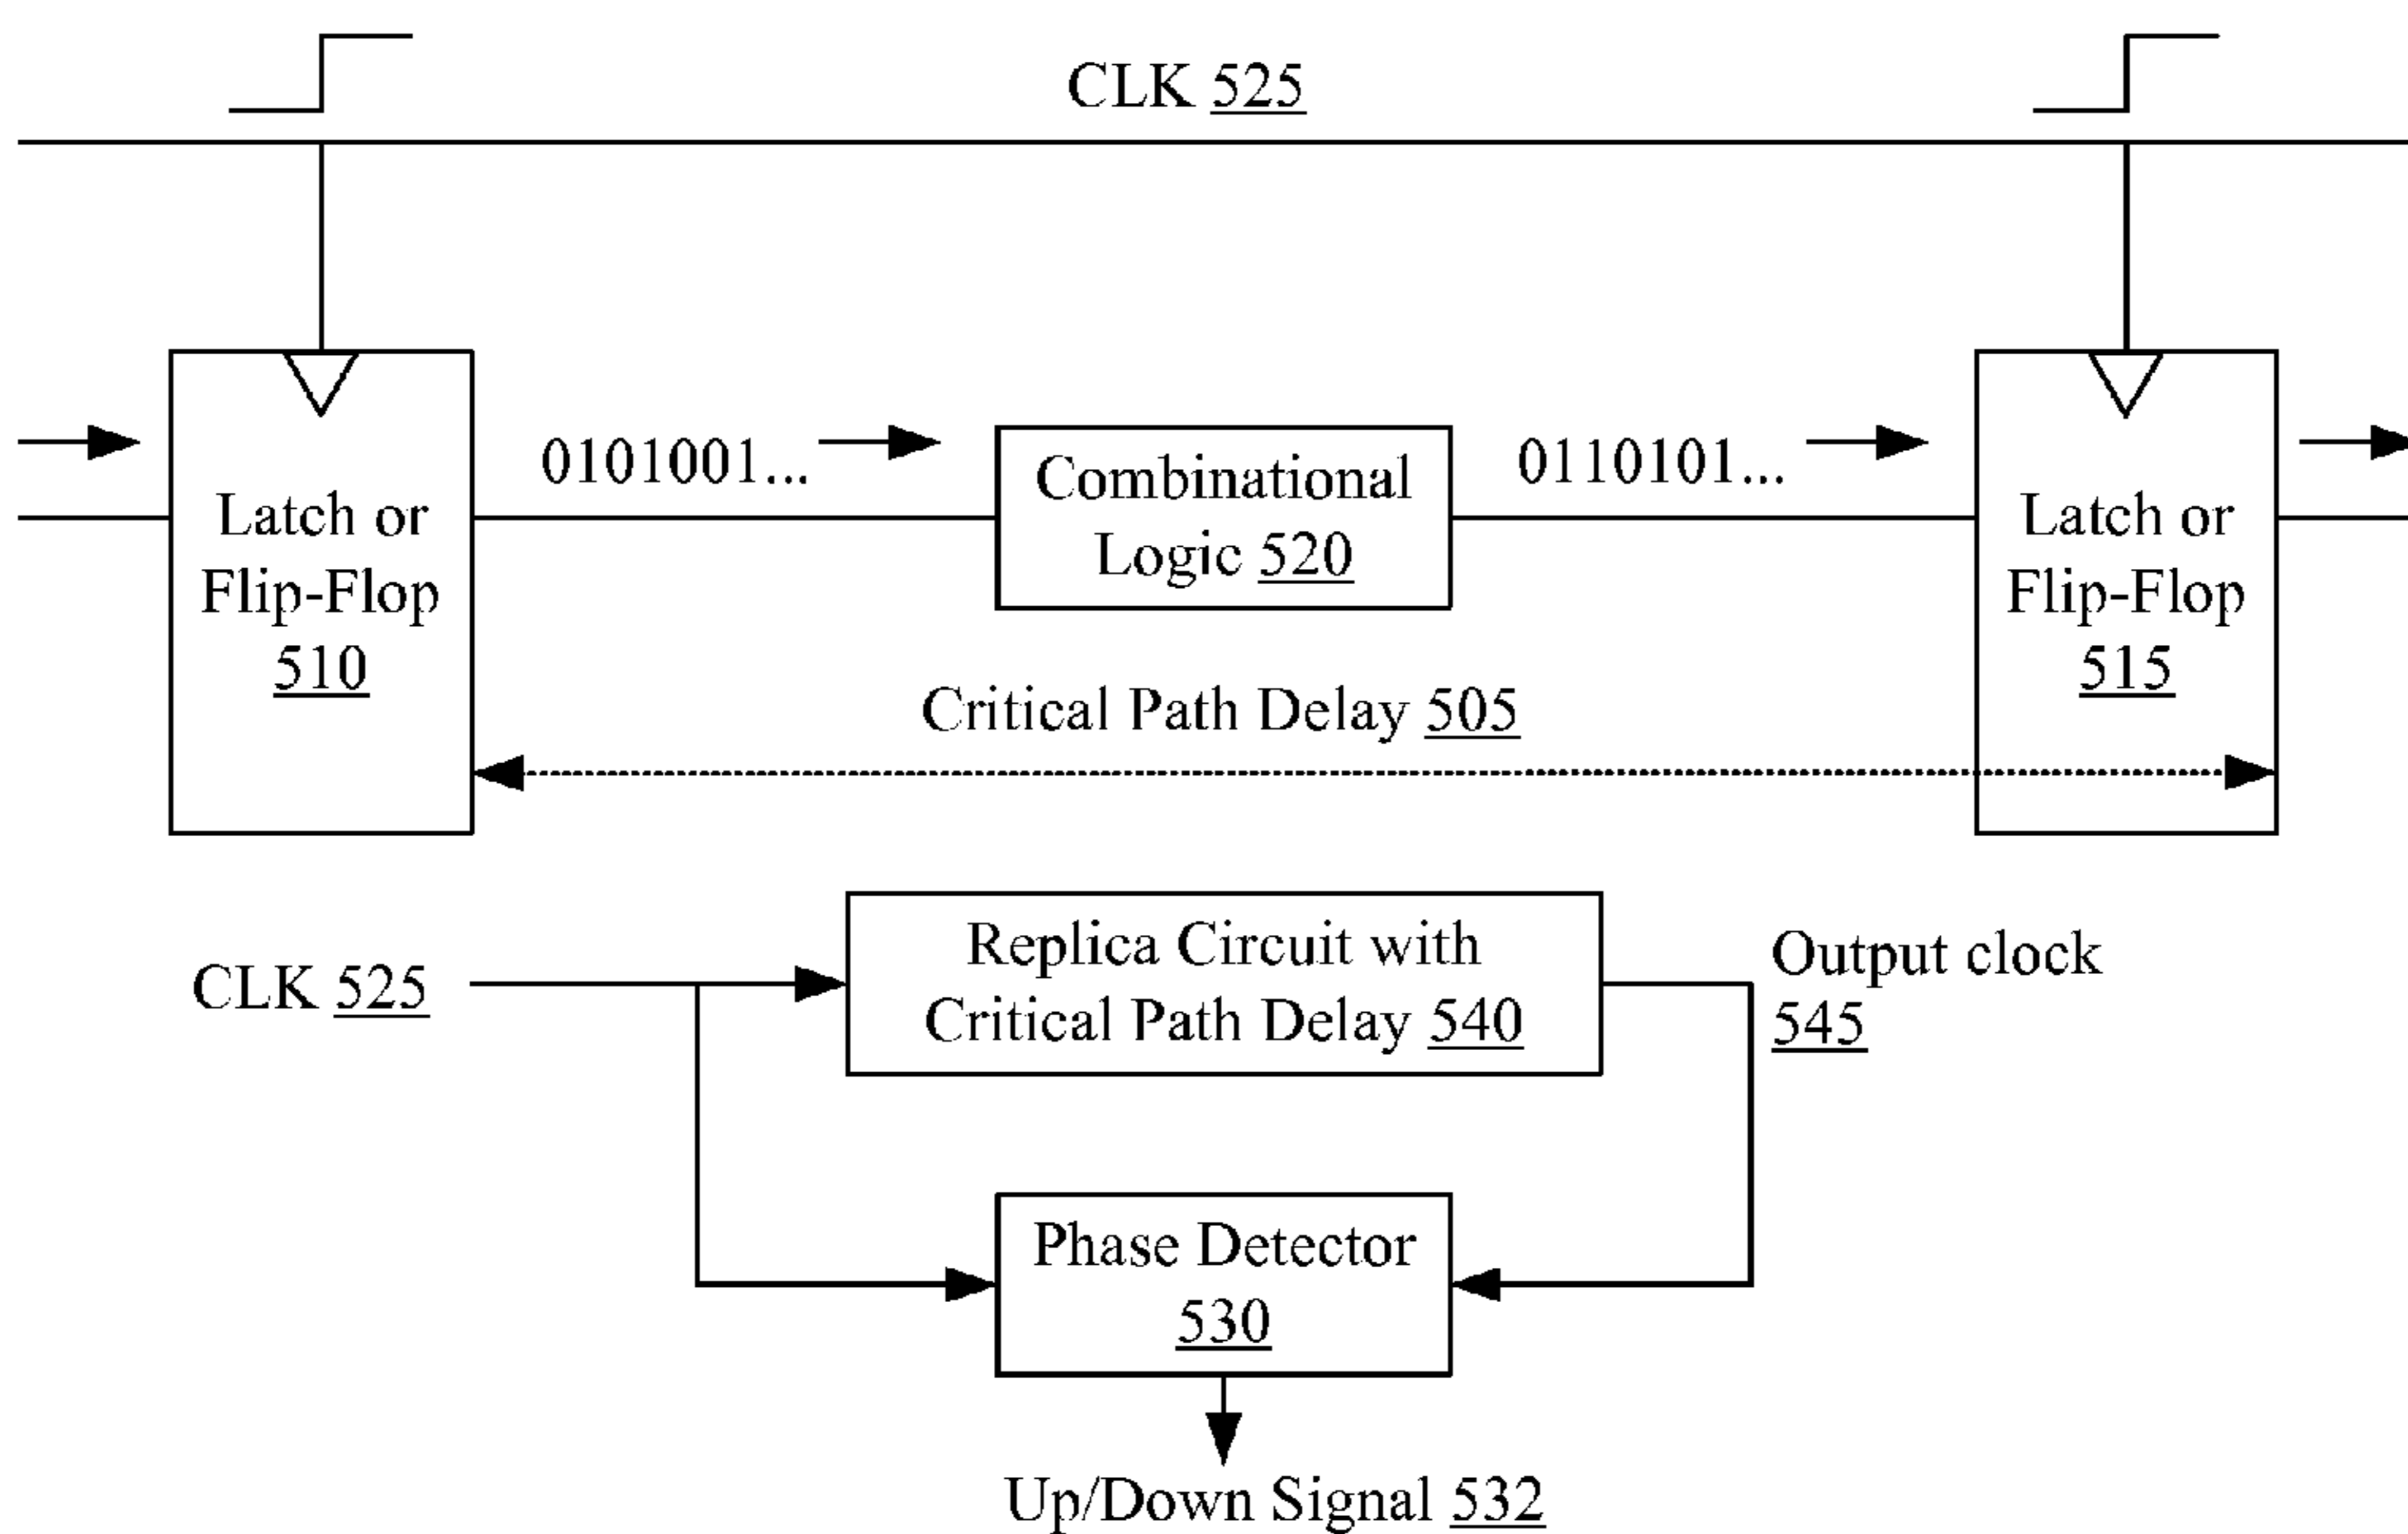 CLK 525
0101001...
0110101...
Latch or
Flip-Flop
510
Combinational
Logic 520
Latch or
Flip-Flop
515
Critical Path Delay 505
CLK 525
Replica Circuit with
Critical Path Delay 540
Output clock
545
Phase Detector
530
Up/Down Signal 532